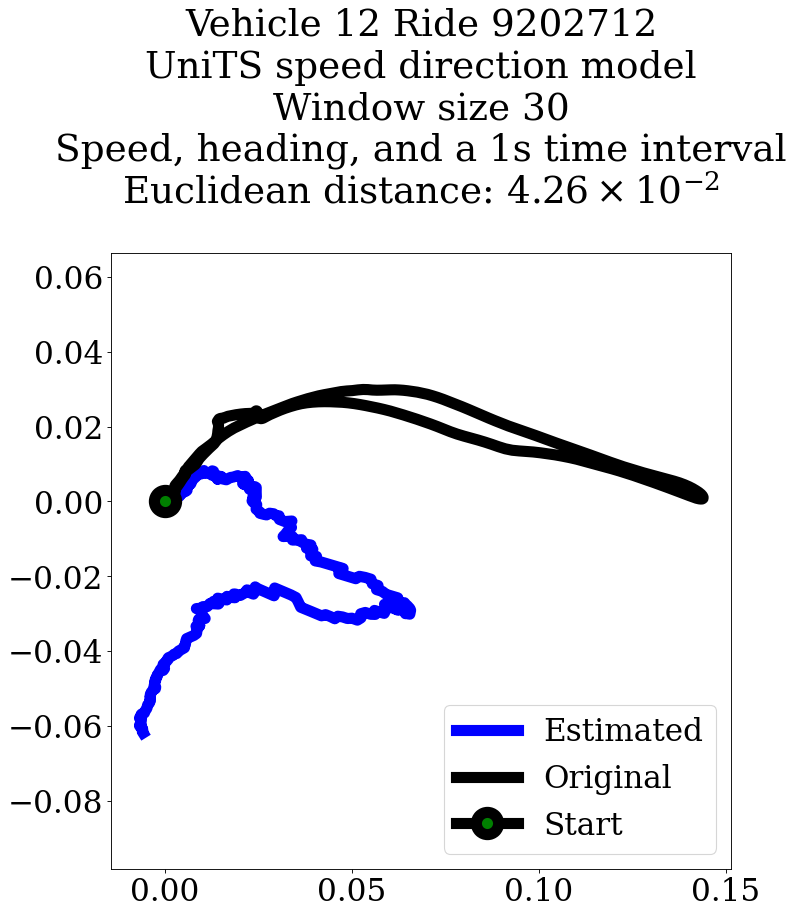 Vehicle 12 Ride 9202712
UniTS speed direction model
Window size 30
Speed, heading, and a 1s time interval
Euclidean distance: 4.26 × 10⁻²
0.06
0.04
0.02
0.00
−0.02
−0.04
−0.06
−0.08
Estimated
Original
Start
0.00 0.05 0.10 0.15